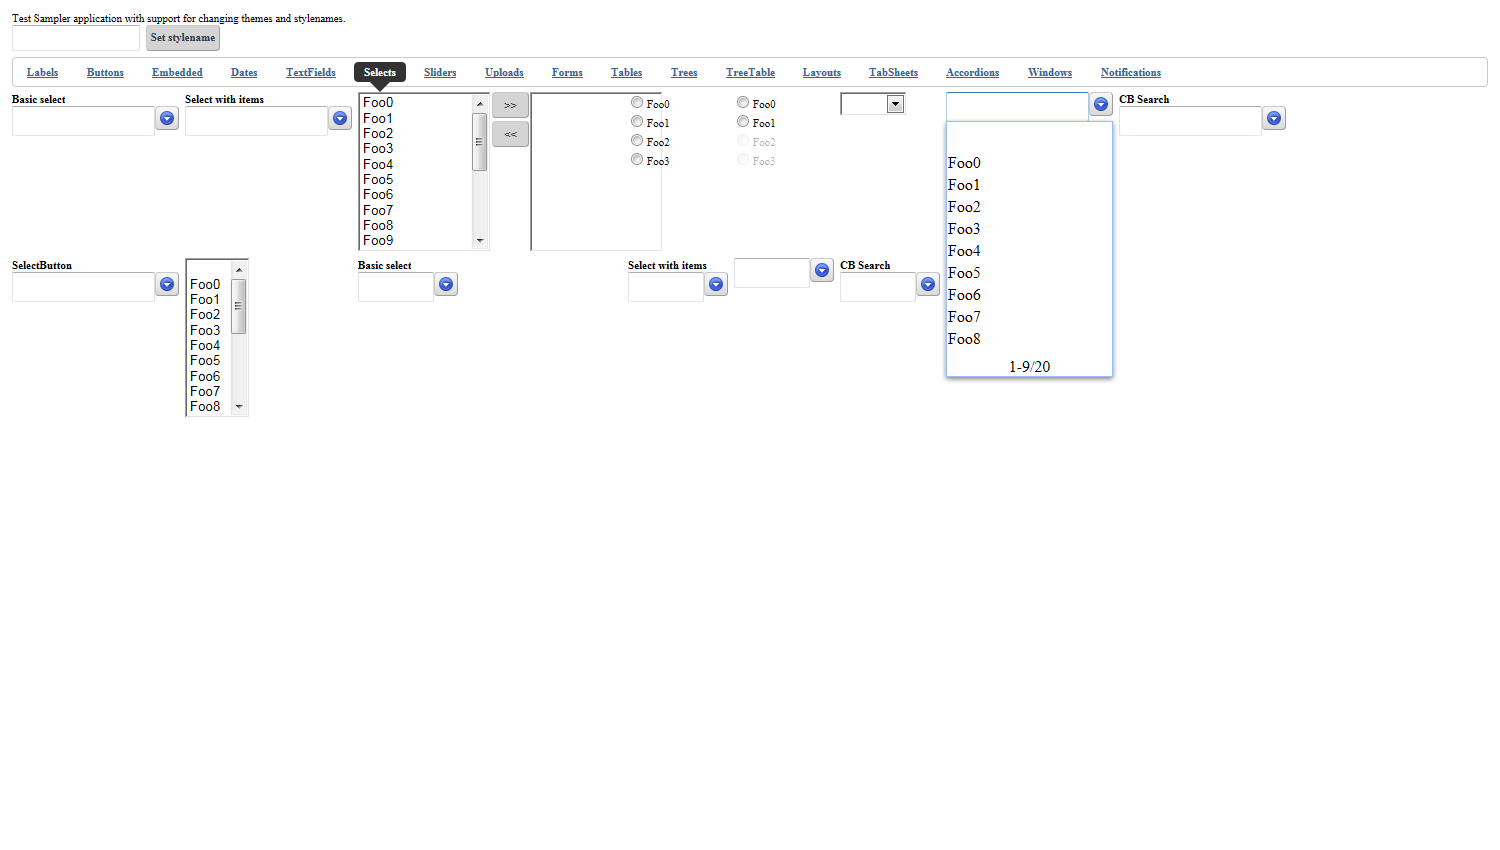 Test Sampler application with support for changing themes and stylenames.
Set stylename
Labels Buttons Embedded Dates TextFields Selects Sliders Uploads Forms Tables Trees TreeTable Layouts TabSheets Accordions Windows Notifications
Basic select
Select with items
Foo0
Foo1
Foo2
Foo3
Foo4
Foo5
Foo6
Foo7
Foo8
Foo9
>>
<<
Foo0
Foo1
Foo2
Foo3
Foo0
Foo1
Foo2
Foo3
Foo0
Foo1
Foo2
Foo3
Foo4
Foo5
Foo6
Foo7
Foo8
1-9/20
CB Search
SelectButton
Foo0
Foo1
Foo2
Foo3
Foo4
Foo5
Foo6
Foo7
Foo8
Basic select
Select with items
CB Search